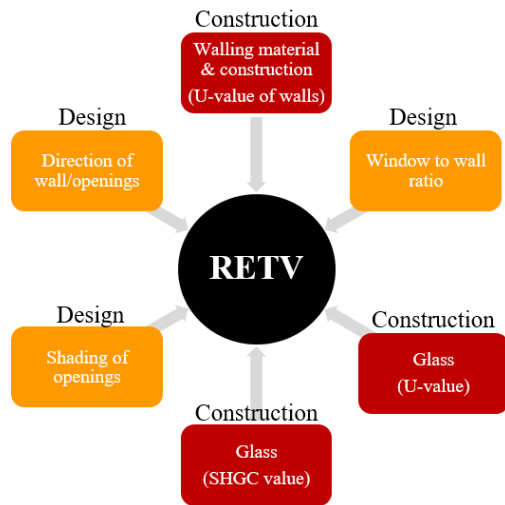 Construction
Walling material
& construction
(U-value of walls)
Design
Direction of
wall/openings
Design
Window to wall
ratio
RETV
Design
Shading of
openings
Construction
Glass
(U-value)
Construction
Glass
(SHGC value)